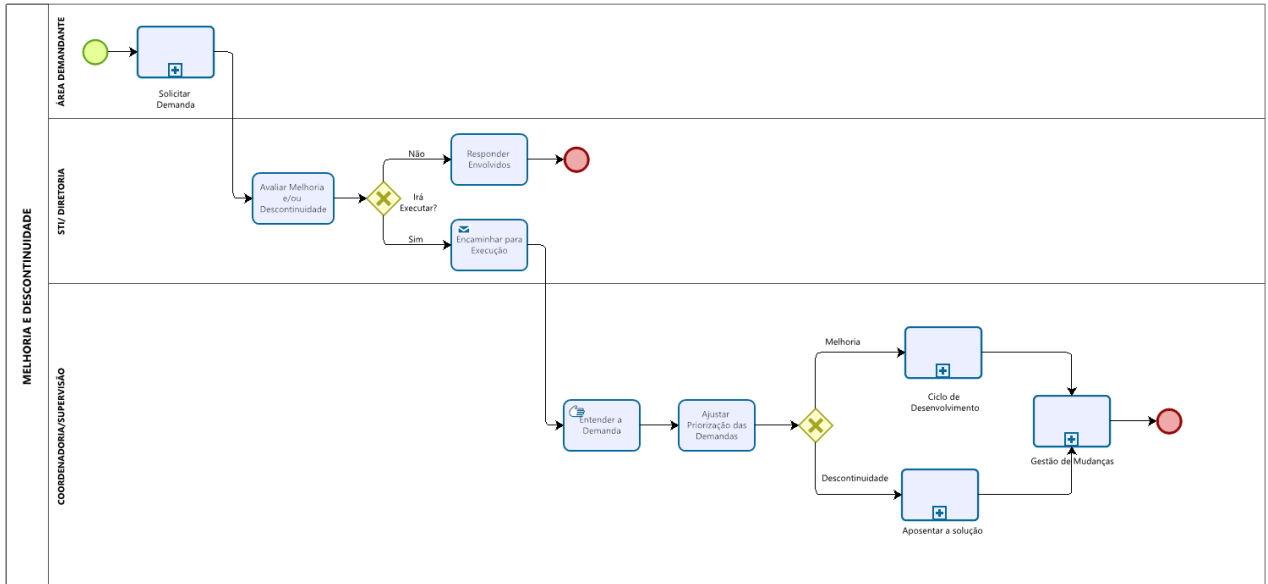 MELHORIA E DESCONTINUIDADE
ÁREA DEMANDANTE
Solicitar
Demanda
STI/ DIRETORIA
Avaliar Melhoria
e/ou
Descontinuidade
Irá
Executar?
Não
Responder
Envolvidos
Sim
Encaminhar para
Execução
COORDENADORIA/SUPERVISÃO
Entender a
Demanda
Ajustar
Priorização das
Demandas
Melhoria
Ciclo de
Desenvolvimento
Descontinuidade
Aposentar a solução
Gestão de Mudanças